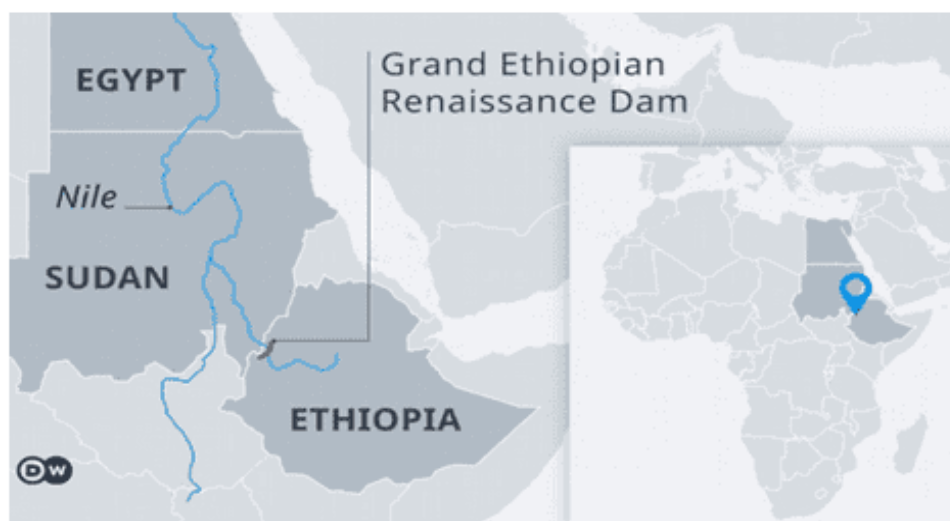 EGYPT
Grand Ethiopian
Renaissance Dam
Nile
SUDAN
ETHIOPIA
DW